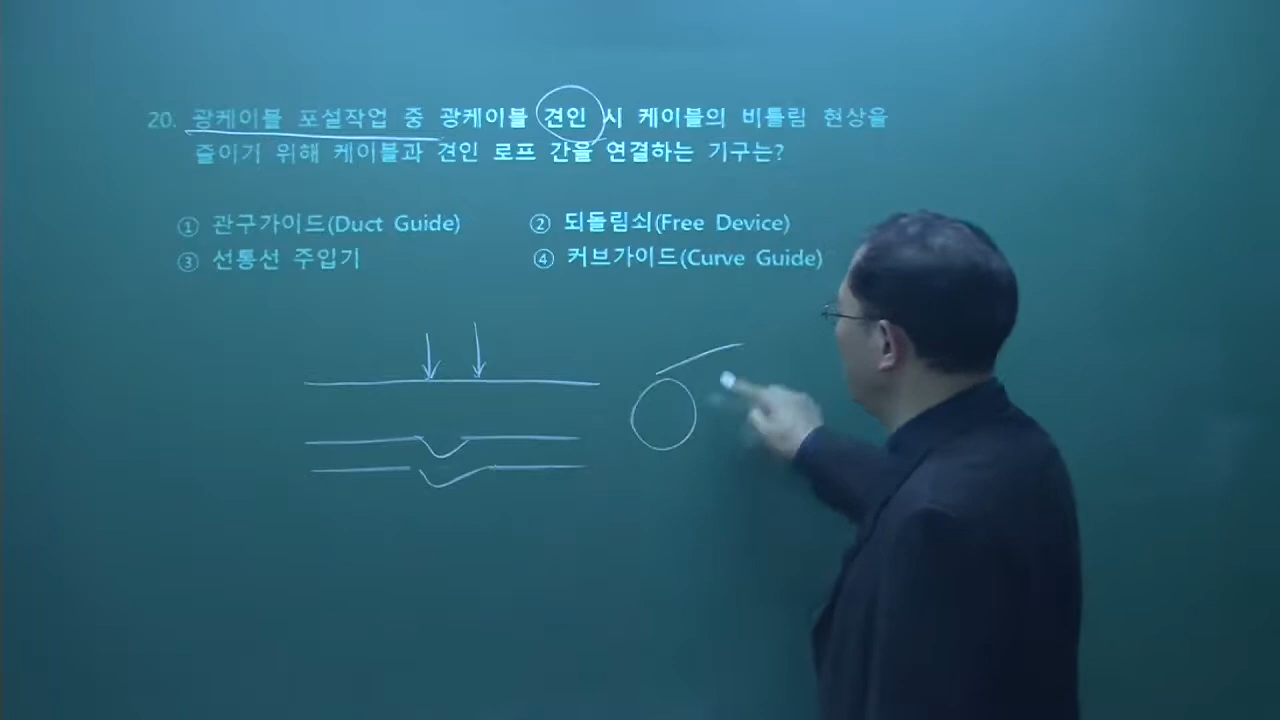 20. 광케이블 포설작업 중 광케이블 견인 시 케이블의 비틀림 현상을
줄이기 위해 케이블과 견인 로프 간을 연결하는 기구는?
① 관구가이드(Duct Guide) ② 되돌림쇠(Free Device)
③ 선통선 주입기 ④ 커브가이드(Curve Guide)